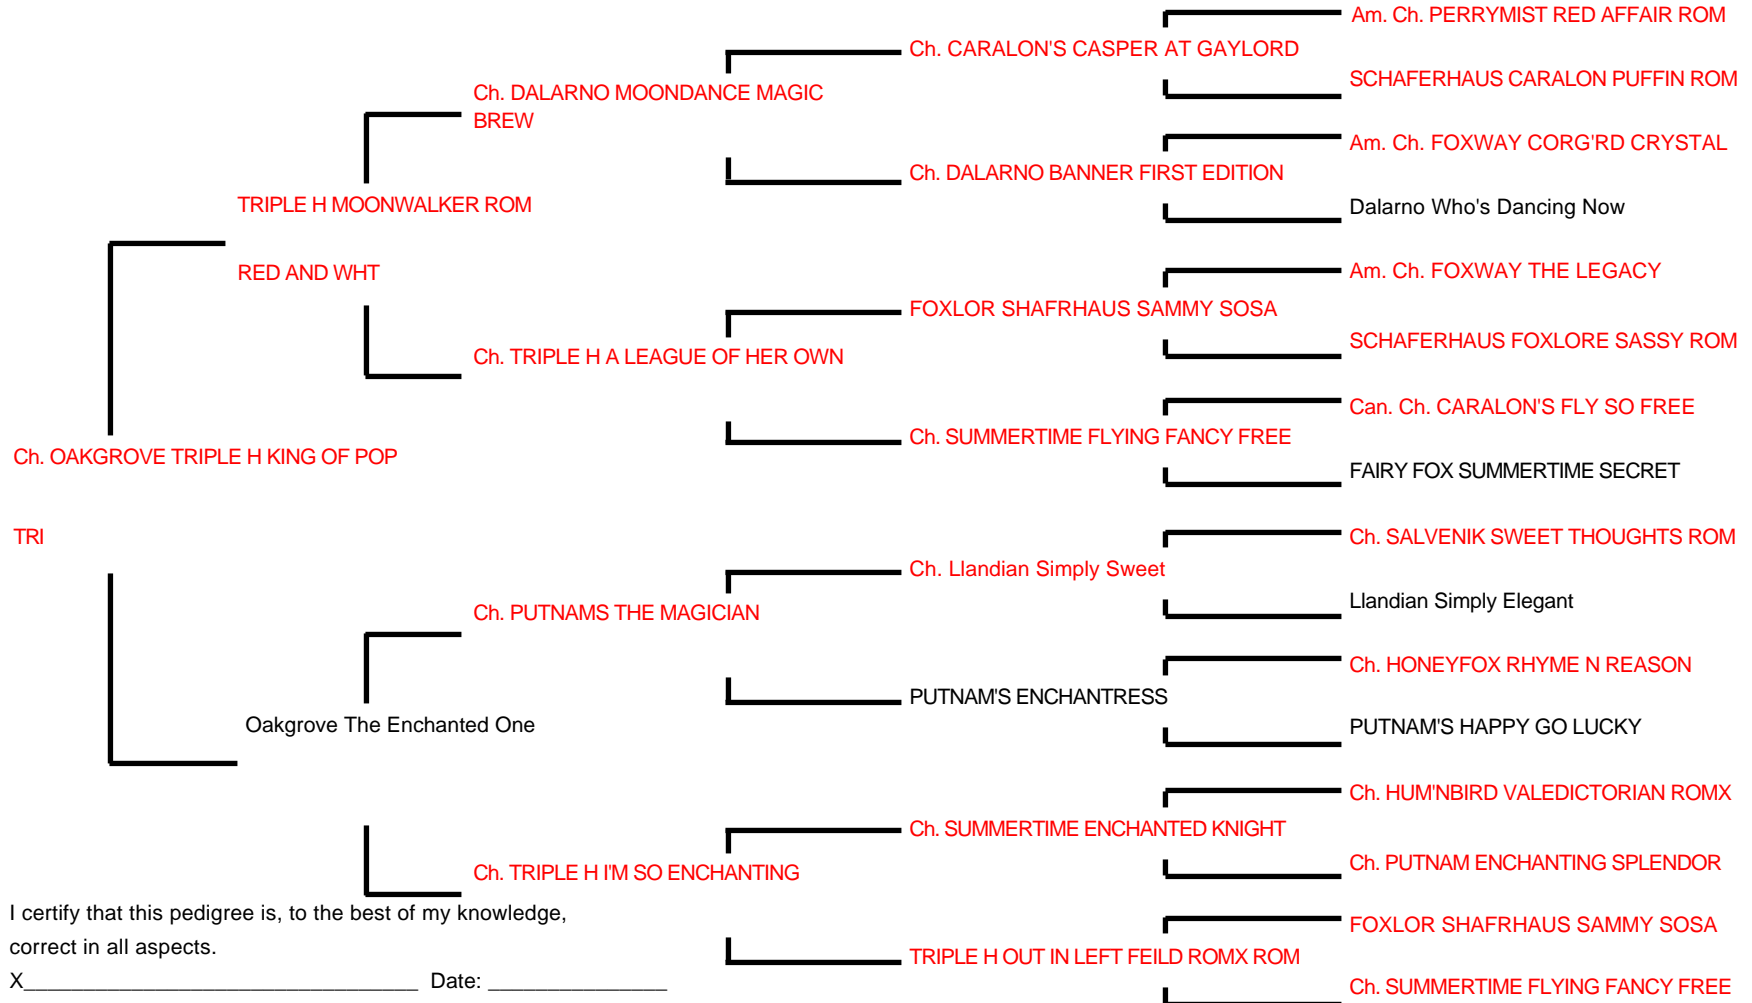 Am. Ch. PERRYMIST RED AFFAIR ROM
Ch. CARALON'S CASPER AT GAYLORD
SCHAFERHAUS CARALON PUFFIN ROM
Ch. DALARNO MOONDANCE MAGIC
BREW
Am. Ch. FOXWAY CORG'RD CRYSTAL
Ch. DALARNO BANNER FIRST EDITION
Dalarno Who's Dancing Now
TRIPLE H MOONWALKER ROM
RED AND WHT
Am. Ch. FOXWAY THE LEGACY
FOXLOR SHAFRHAUS SAMMY SOSA
SCHAFERHAUS FOXLORE SASSY ROM
Ch. TRIPLE H A LEAGUE OF HER OWN
Can. Ch. CARALON'S FLY SO FREE
Ch. SUMMERTIME FLYING FANCY FREE
FAIRY FOX SUMMERTIME SECRET
Ch. OAKGROVE TRIPLE H KING OF POP
TRI
Ch. SALVENIK SWEET THOUGHTS ROM
Ch. Llandian Simply Sweet
Llandian Simply Elegant
Ch. PUTNAMS THE MAGICIAN
Ch. HONEYFOX RHYME N REASON
PUTNAM'S ENCHANTRESS
PUTNAM'S HAPPY GO LUCKY
Oakgrove The Enchanted One
Ch. HUM'NBIRD VALEDICTORIAN ROMX
Ch. SUMMERTIME ENCHANTED KNIGHT
Ch. PUTNAM ENCHANTING SPLENDOR
Ch. TRIPLE H I'M SO ENCHANTING
FOXLOR SHAFRHAUS SAMMY SOSA
TRIPLE H OUT IN LEFT FEILD ROMX ROM
Ch. SUMMERTIME FLYING FANCY FREE
I certify that this pedigree is, to the best of my knowledge,
correct in all aspects.
X_________________________________ Date: _______________